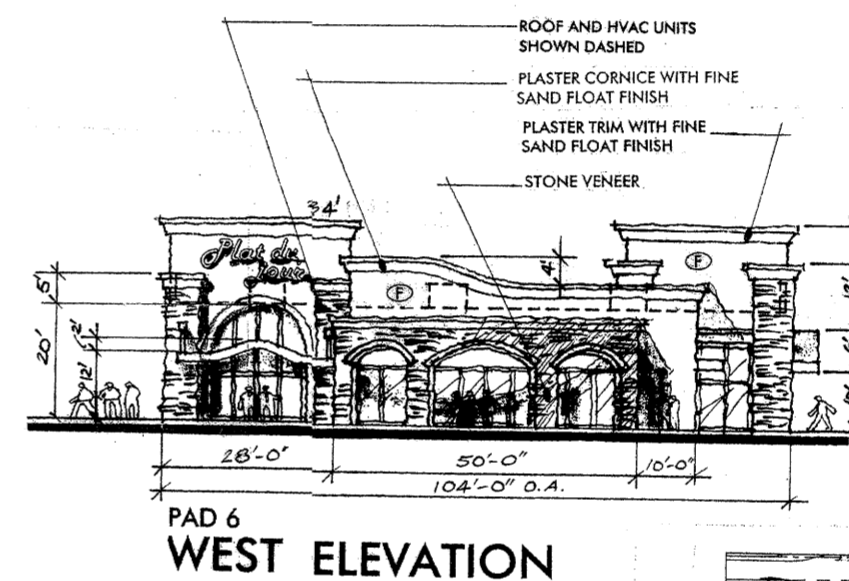 ROOF AND HVAC UNITS
SHOWN DASHED
PLASTER CORNICE WITH FINE
SAND FLOAT FINISH
PLASTER TRIM WITH FINE
SAND FLOAT FINISH
STONE VENEER
34'
Plat du
Jour
F
F
4'
5'
20'
2'
12'
28'-0"
50'-0"
10'-0"
104'-0" O.A.
PAD 6
WEST ELEVATION